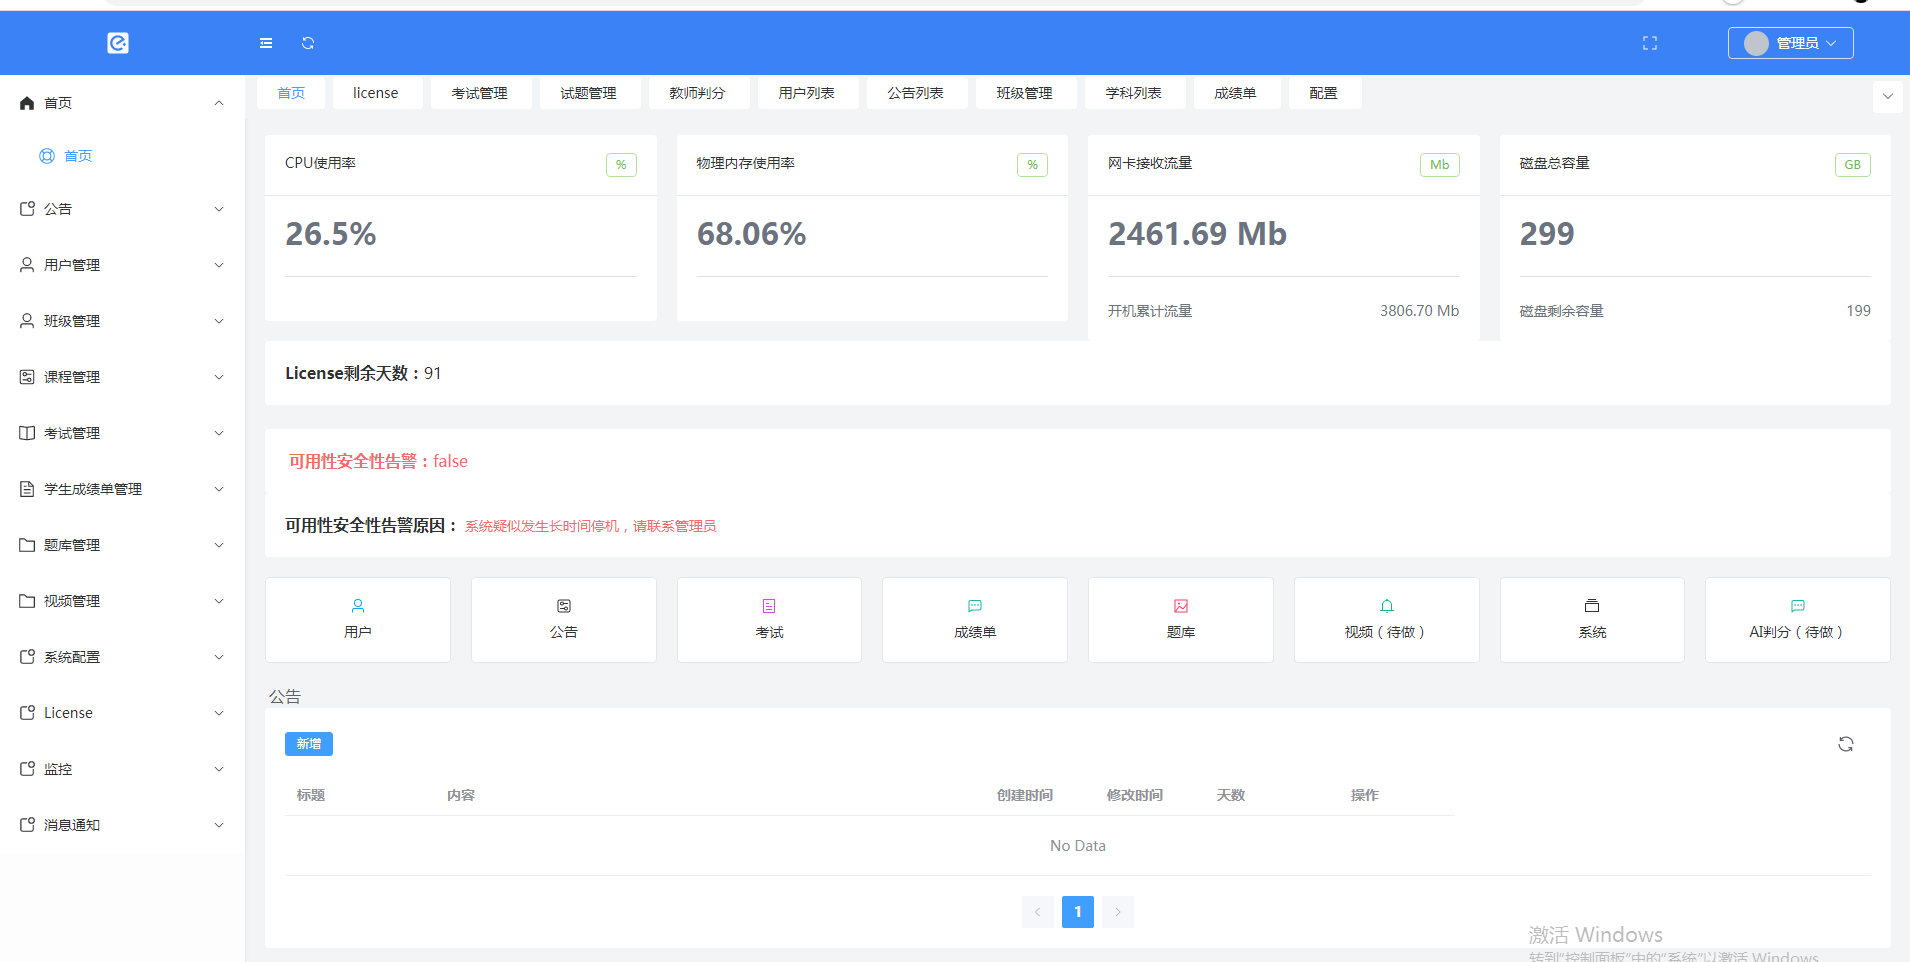 管理员
首页
首页
公告
用户管理
班级管理
课程管理
考试管理
学生成绩单管理
题库管理
视频管理
系统配置
License
监控
消息通知
首页 license 考试管理 试题管理 教师判分 用户列表 公告列表 班级管理 学科列表 成绩单 配置
CPU使用率 %
26.5%
物理内存使用率 %
68.06%
网卡接收流量 Mb
2461.69 Mb
开机累计流量 3806.70 Mb
磁盘总容量 GB
299
磁盘剩余容量 199
License剩余天数：91
可用性安全性告警：false
可用性安全性告警原因： 系统疑似发生长时间停机，请联系管理员
用户 公告 考试 成绩单 题库 视频（待做） 系统 AI判分（待做）
公告
新增
标题 内容 创建时间 修改时间 天数 操作
No Data
1
激活 Windows
转到"控制面板"中的"系统"以激活 Windows